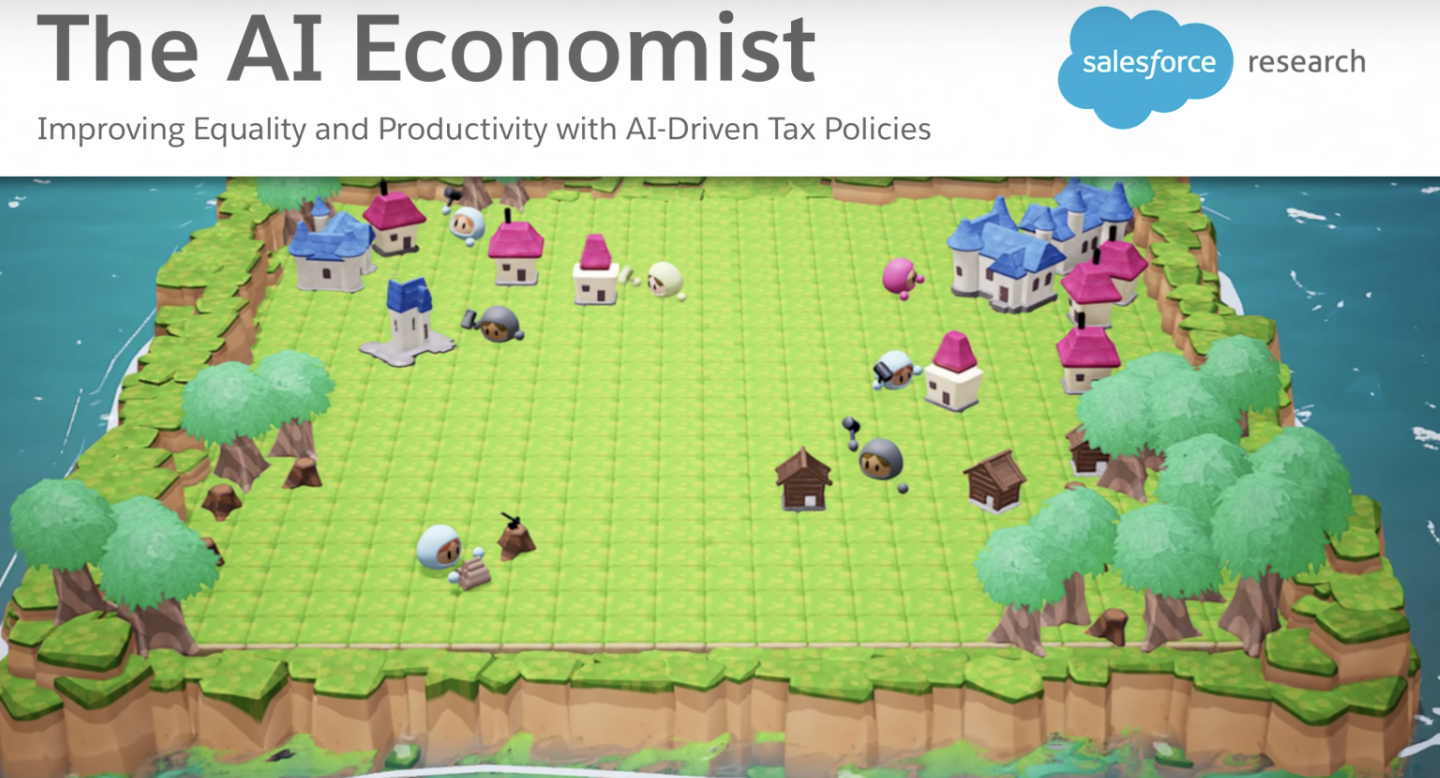 The AI Economist
salesforce research
Improving Equality and Productivity with AI-Driven Tax Policies